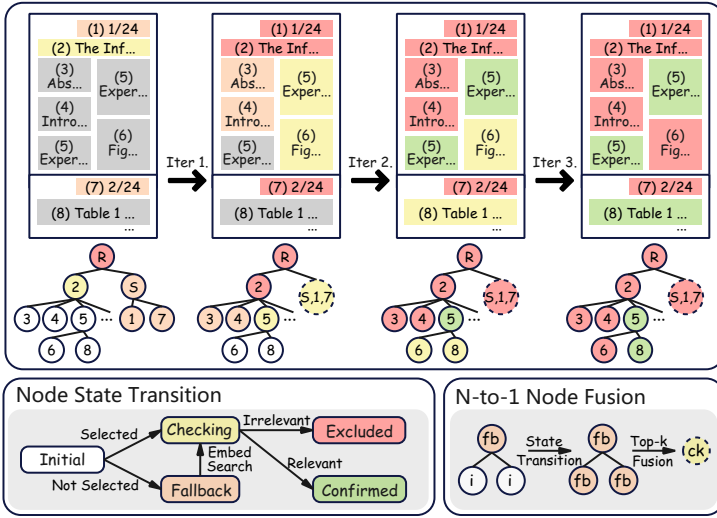 (1) 1/24
(2) The Inf...
(3)
Abs...
(5)
Exper...
(4)
Intro...
(5)
Exper...
(6)
Fig...
(7) 2/24
(8) Table 1 ...
...
R
2
S
3
4
5
...
1
7
6
8
Iter 1.
(1) 1/24
(2) The Inf...
(3)
Abs...
(5)
Exper...
(4)
Intro...
(5)
Exper...
(6)
Fig...
(7) 2/24
(8) Table 1 ...
...
R
2
S,1,7
3
4
5
...
6
8
Iter 2.
(1) 1/24
(2) The Inf...
(3)
Abs...
(5)
Exper...
(4)
Intro...
(5)
Exper...
(6)
Fig...
(7) 2/24
(8) Table 1 ...
...
R
2
S,1,7
3
4
5
...
6
8
Iter 3.
(1) 1/24
(2) The Inf...
(3)
Abs...
(5)
Exper...
(4)
Intro...
(5)
Exper...
(6)
Fig...
(7) 2/24
(8) Table 1 ...
...
R
2
S,1,7
3
4
5
...
6
8
Node State Transition
Initial
Selected
Not Selected
Checking
Embed
Search
Fallback
Irrelevant
Relevant
Excluded
Confirmed
N-to-1 Node Fusion
fb
i
i
State
Transition
fb
fb
fb
Top-k
Fusion
ck